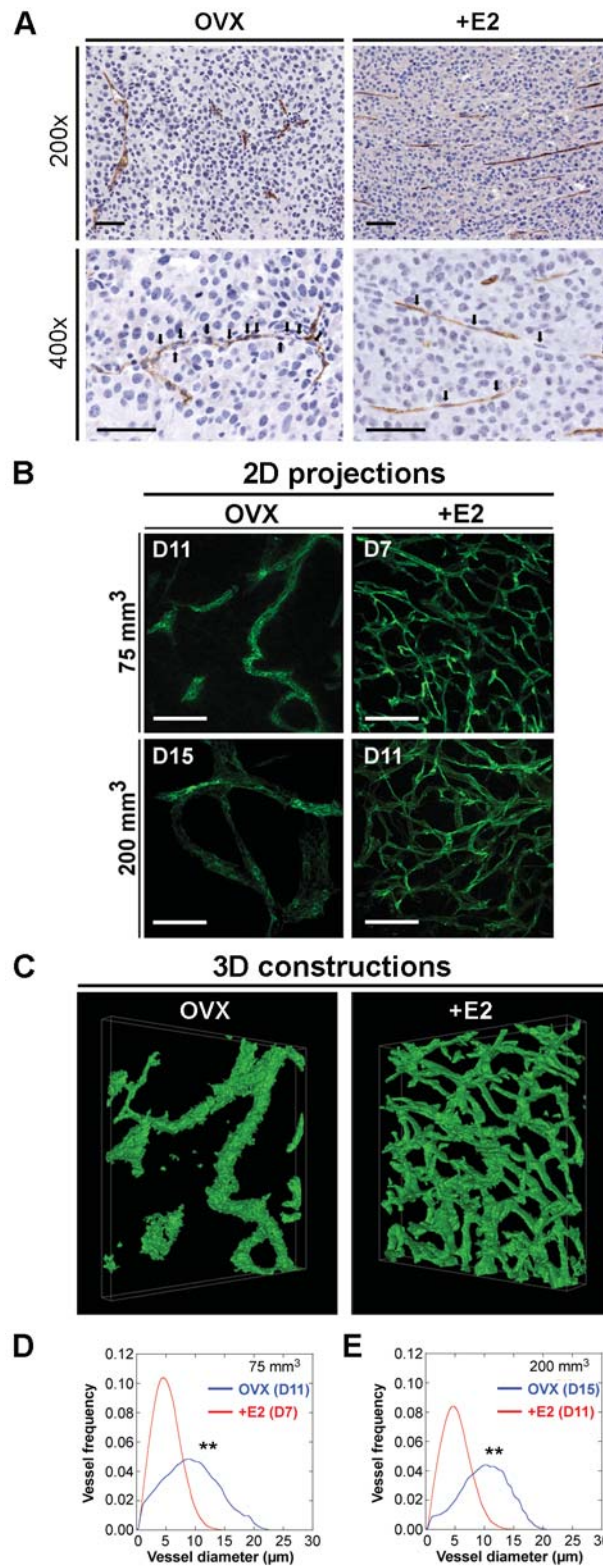 A
OVX
+E2
200x
400x
B
2D projections
OVX
+E2
75 mm³
D11
D7
200 mm³
D15
D11
C
3D constructions
OVX
+E2
D
Vessel frequency
0.12
0.10
0.08
0.06
0.04
0.02
0.00
75 mm³
OVX (D11)
+E2 (D7)
**
0 5 10 15 20 25 30
Vessel diameter (µm)
E
Vessel frequency
0.12
0.10
0.08
0.06
0.04
0.02
0.00
200 mm³
OVX (D15)
+E2 (D11)
**
0 5 10 15 20 25 30
Vessel diameter (µm)